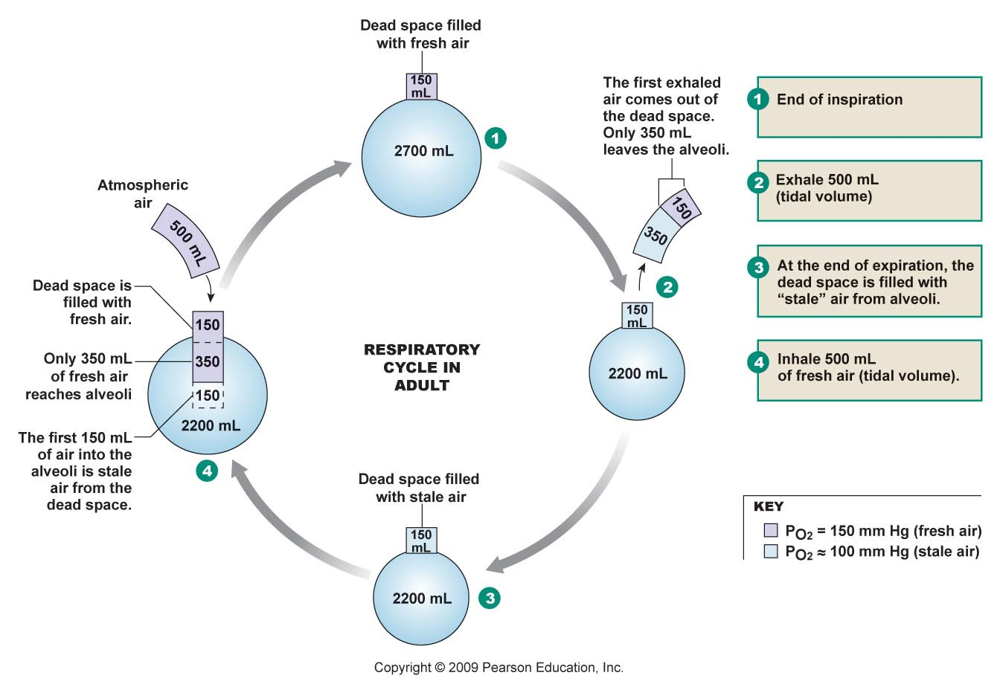 Dead space filled
with fresh air
150
mL
2700 mL
1
The first exhaled
air comes out of
the dead space.
Only 350 mL
leaves the alveoli.
150
350
2
150
mL
2200 mL
Atmospheric
air
500 mL
Dead space is
filled with
fresh air.
Only 350 mL
of fresh air
reaches alveoli
The first 150 mL
of air into the
alveoli is stale
air from the
dead space.
150
350
150
2200 mL
4
RESPIRATORY
CYCLE IN
ADULT
Dead space filled
with stale air
150
mL
2200 mL
3
1 End of inspiration
2 Exhale 500 mL
(tidal volume)
3 At the end of expiration, the
dead space is filled with
“stale” air from alveoli.
4 Inhale 500 mL
of fresh air (tidal volume).
KEY
PO2 = 150 mm Hg (fresh air)
PO2 ≈ 100 mm Hg (stale air)
Copyright © 2009 Pearson Education, Inc.